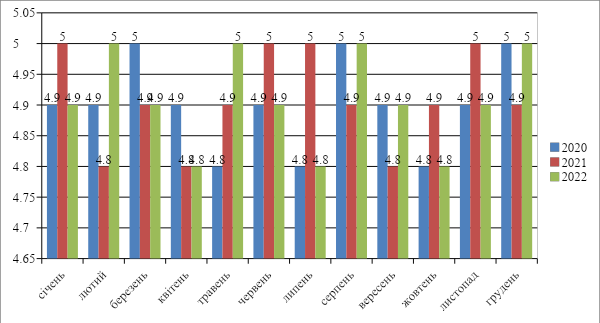 5.05
5 5 5 5 5 5 5 5 5 5 5 5
4.95
4.9 4.9 4.9 4.9 4.9 4.9 4.9 4.9 4.9 4.9 4.9 4.9 4.9 4.9 4.9 4.9 4.9
4.85
4.8 4.8 4.8 4.8 4.8 4.8 4.8 4.8 4.8 4.8
4.75
4.7
4.65
січень
лютий
березень
квітень
травень
червень
липень
серпень
вересень
жовтень
листопад
грудень
2020
2021
2022